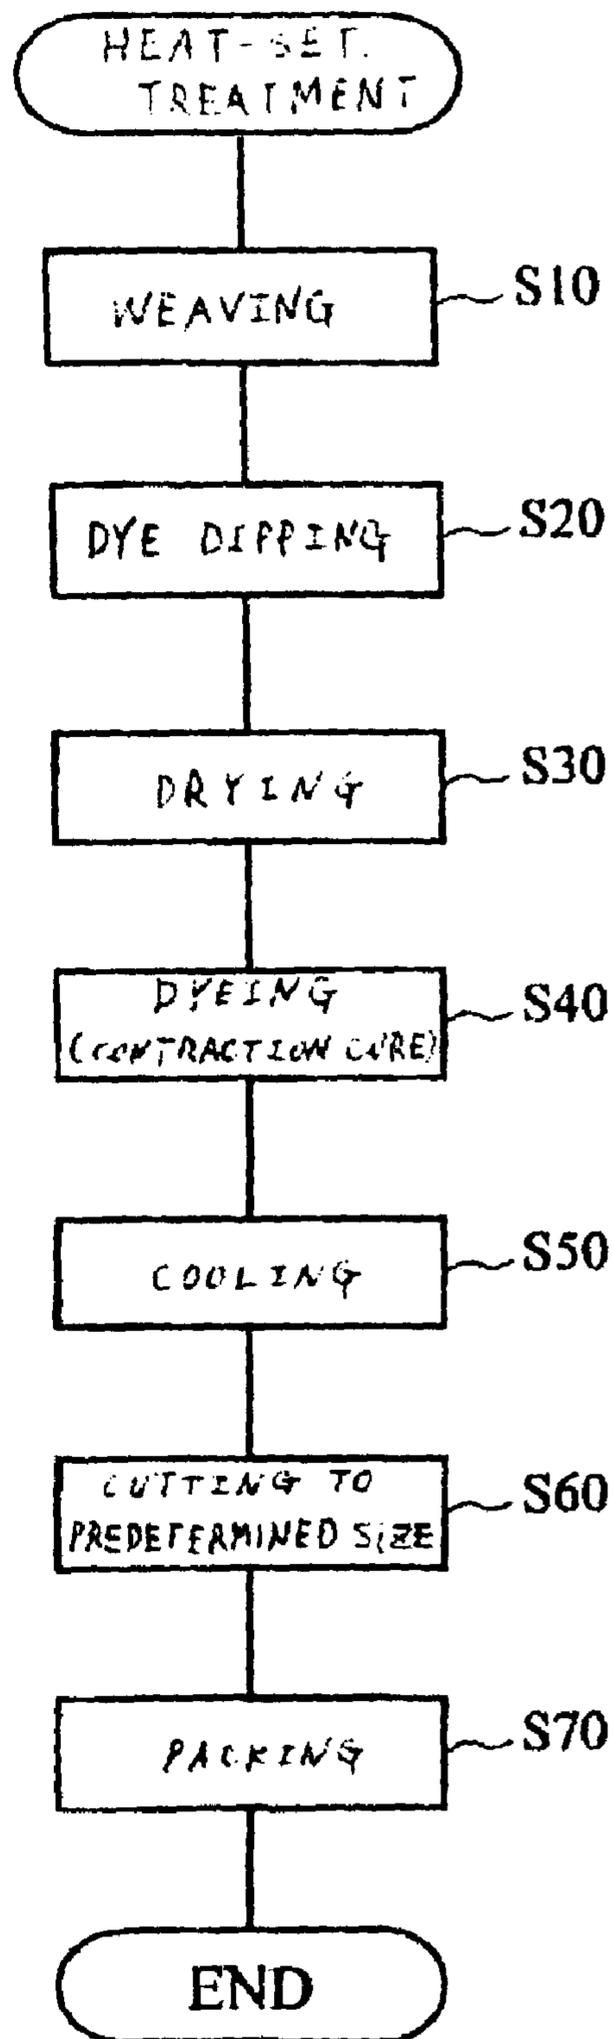 HEAT-SET.
TREATMENT
WEAVING
S10
DYE DIPPING
S20
DRYING
S30
DYEING
(CONTRACTION CURE)
S40
COOLING
S50
CUTTING TO
PREDETERMINED SIZE
S60
PACKING
S70
END